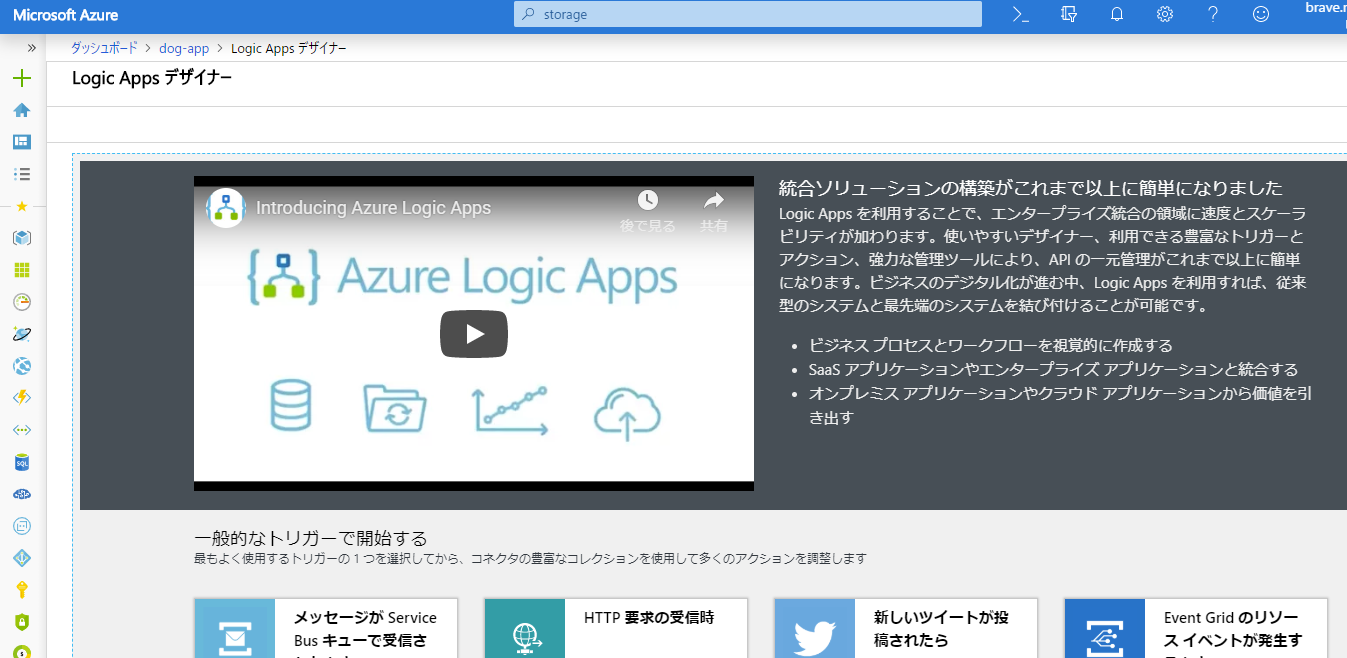 Microsoft Azure
storage
brave.r
ダッシュボード > dog-app > Logic Apps デザイナー
Logic Apps デザイナー
Introducing Azure Logic Apps
後で見る
共有
Azure Logic Apps
統合ソリューションの構築がこれまで以上に簡単になりました
Logic Apps を利用することで、エンタープライズ統合の領域に速度とスケーラ
ビリティが加わります。使いやすいデザイナー、利用できる豊富なトリガーと
アクション、強力な管理ツールにより、API の一元管理がこれまで以上に簡単
になります。ビジネスのデジタル化が進む中、Logic Apps を利用すれば、従来
型のシステムと最先端のシステムを結び付けることが可能です。
• ビジネス プロセスとワークフローを視覚的に作成する
• SaaS アプリケーションやエンタープライズ アプリケーションと統合する
• オンプレミス アプリケーションやクラウド アプリケーションから価値を引
き出す
一般的なトリガーで開始する
最もよく使用するトリガーの 1 つを選択してから、コネクタの豊富なコレクションを使用して多くのアクションを調整します
メッセージが Service
Bus キューで受信さ
HTTP 要求の受信時
新しいツイートが投
稿されたら
Event Grid のリソー
ス イベントが発生す
SQL